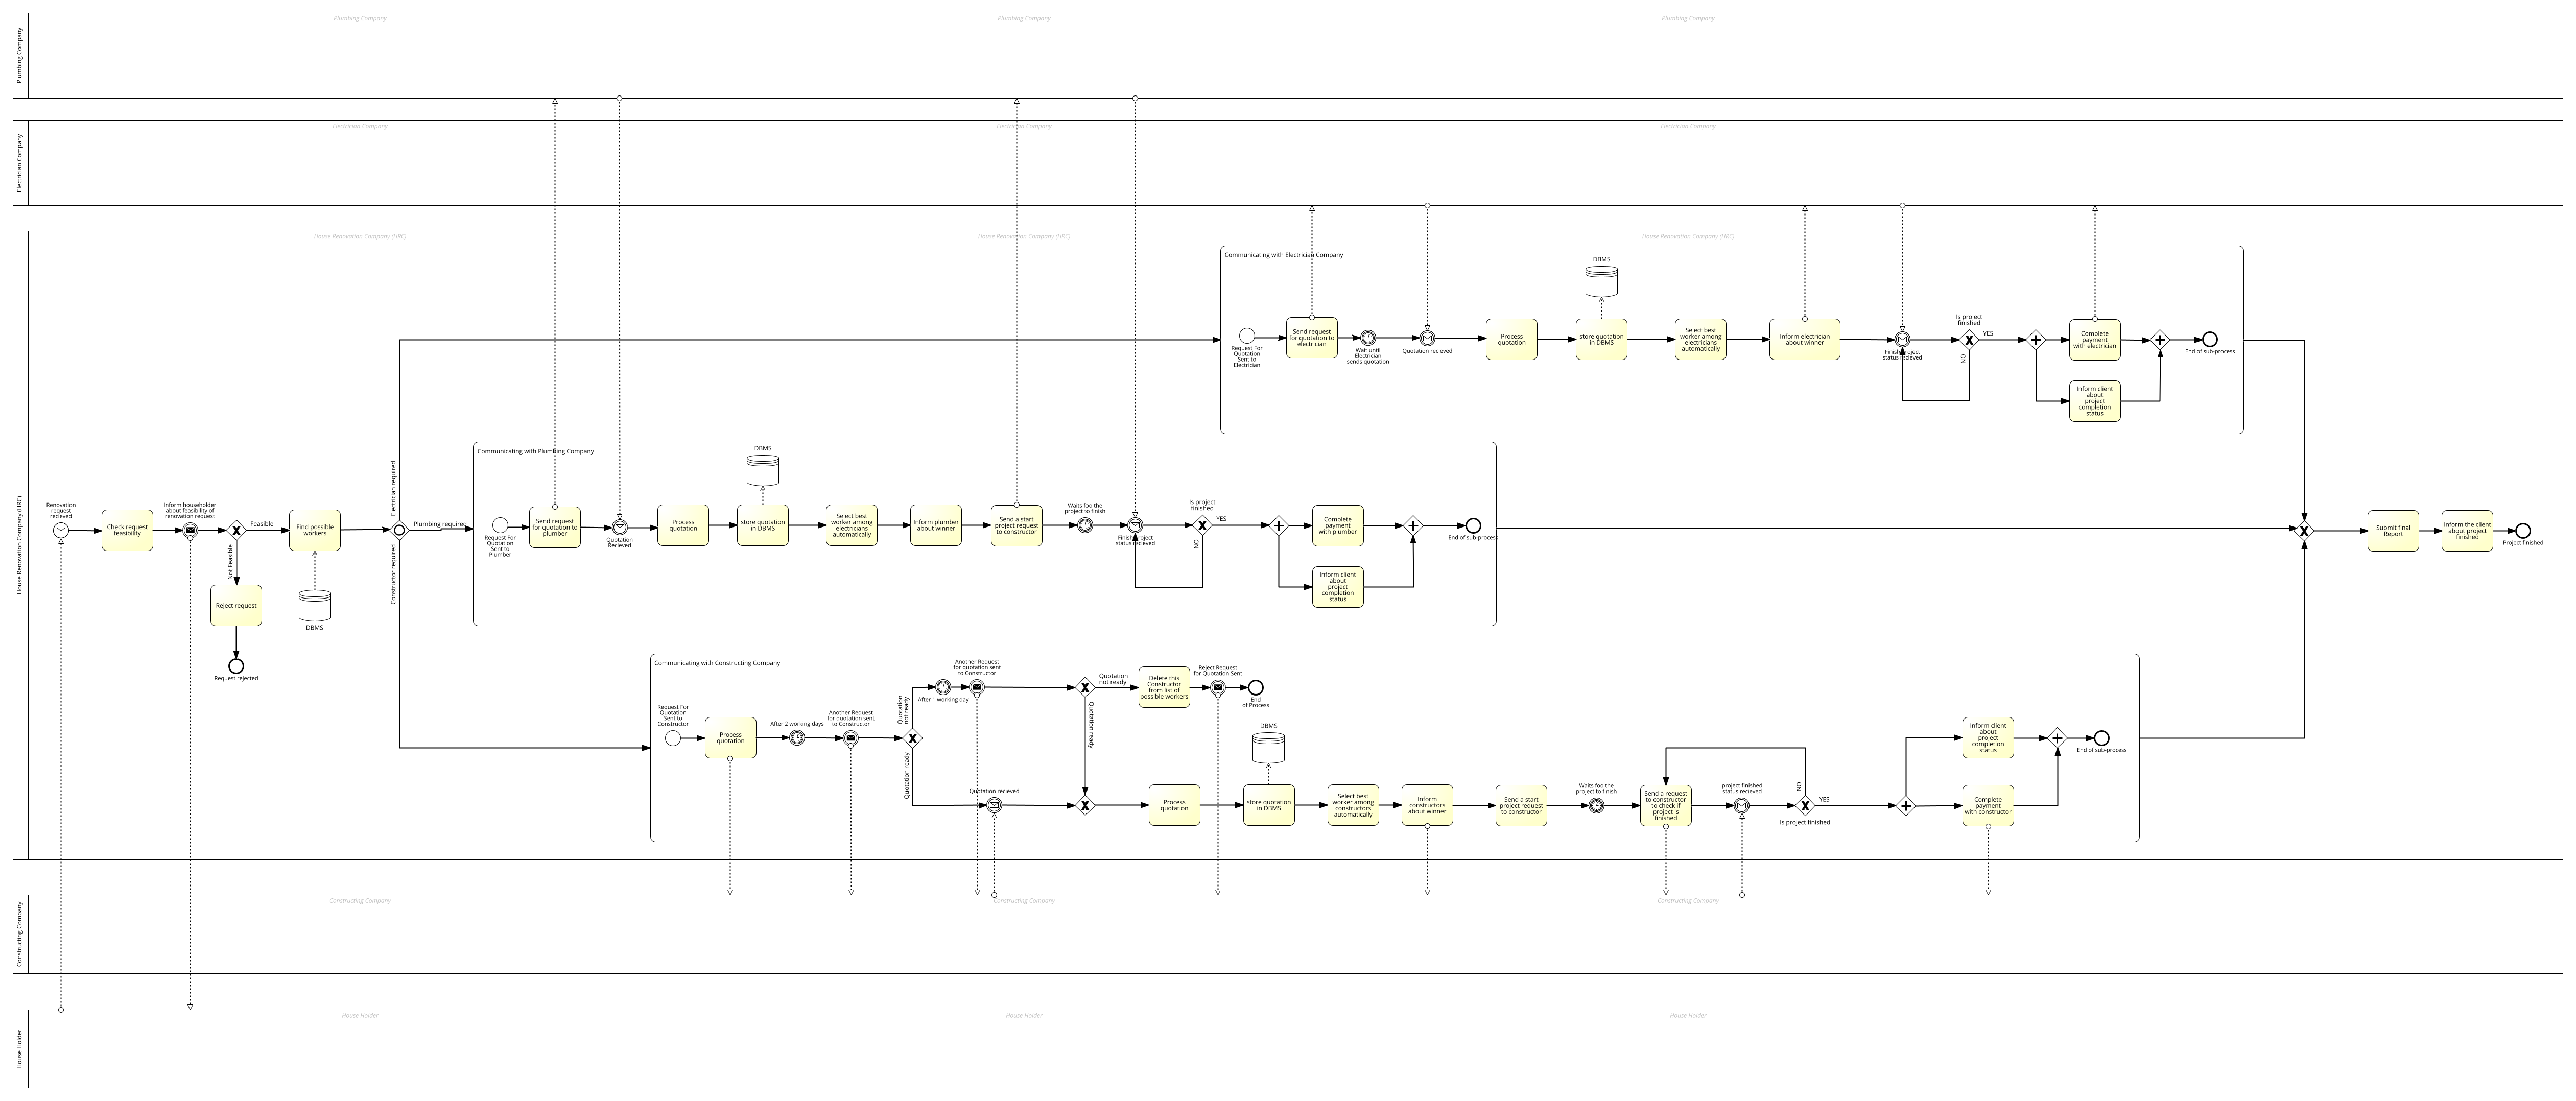 Plumbing Company
Plumbing Company
Plumbing Company
Plumbing Company
Electrician Company
Electrician Company
Electrician Company
Electrician Company
House Renovation Company (HRC)
House Renovation Company (HRC)
House Renovation Company (HRC)
House Renovation Company (HRC)
Renovation
request
recieved
Check request
feasibility
Inform householder
about feasibility of
renovation request
Feasible
Not Feasible
Reject request
Request rejected
Find possible
workers
DBMS
Electrician required
Plumbing required
Constructor required
Communicating with Electrician Company
Request For
Quotation
Sent to
Electrician
Send request
for quotation to
electrician
Wait until
Electrician
sends quotation
Quotation recieved
Process
quotation
DBMS
store quotation
in DBMS
Select best
worker among
electricians
automatically
Inform electrician
about winner
Finish project
status recieved
Is project
finished
YES
NO
Complete
payment
with electrician
Inform client
about
project
completion
status
End of sub-process
Communicating with Plumbing Company
Request For
Quotation
Sent to
Plumber
Send request
for quotation to
plumber
Quotation
Recieved
Process
quotation
DBMS
store quotation
in DBMS
Select best
worker among
electricians
automatically
Inform plumber
about winner
Send a start
project request
to constructor
Waits foo the
project to finish
Finish project
status recieved
Is project
finished
YES
NO
Complete
payment
with plumber
Inform client
about
project
completion
status
End of sub-process
Communicating with Constructing Company
Request For
Quotation
Sent to
Constructor
Process
quotation
After 2 working days
Another Request
for quotation sent
to Constructor
Quotation
not ready
Quotation ready
After 1 working day
Another Request
for quotation sent
to Constructor
Quotation recieved
Quotation
not ready
Quotation ready
Delete this
Constructor
from list of
possible workers
Reject Request
for Quotation Sent
End
of Process
Process
quotation
DBMS
store quotation
in DBMS
Select best
worker among
constructors
automatically
Inform
constructors
about winner
Send a start
project request
to constructor
Waits foo the
project to finish
Send a request
to constructor
to check if
project is
finished
project finished
status recieved
NO
YES
Is project finished
Inform client
about
project
completion
status
Complete
payment
with constructor
End of sub-process
Submit final
Report
inform the client
about project
finished
Project finished
Constructing Company
Constructing Company
Constructing Company
Constructing Company
House Holder
House Holder
House Holder
House Holder